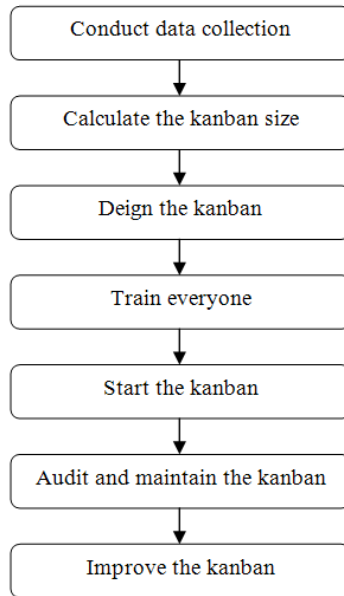 Conduct data collection
Calculate the kanban size
Deign the kanban
Train everyone
Start the kanban
Audit and maintain the kanban
Improve the kanban